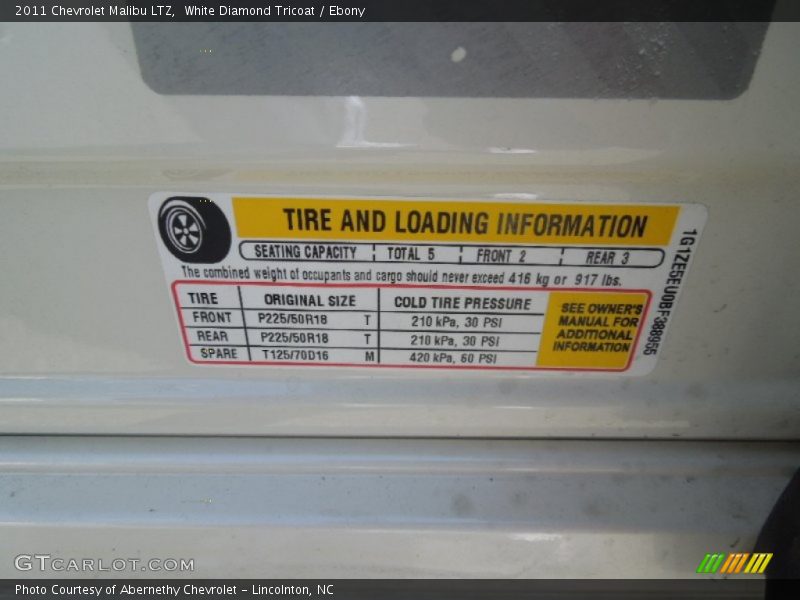 2011 Chevrolet Malibu LTZ, White Diamond Tricoat / Ebony
TIRE AND LOADING INFORMATION
SEATING CAPACITY TOTAL 5 FRONT 2 REAR 3
The combined weight of occupants and cargo should never exceed 416 kg or 917 lbs.
TIRE ORIGINAL SIZE COLD TIRE PRESSURE
FRONT P225/50R18 T 210 kPa, 30 PSI
REAR P225/50R18 T 210 kPa, 30 PSI
SPARE T125/70D16 M 420 kPa, 60 PSI
SEE OWNER'S
MANUAL FOR
ADDITIONAL
INFORMATION
1G1ZE5EU0BF388955
GTCARLOT.COM
Photo Courtesy of Abernethy Chevrolet - Lincolnton, NC